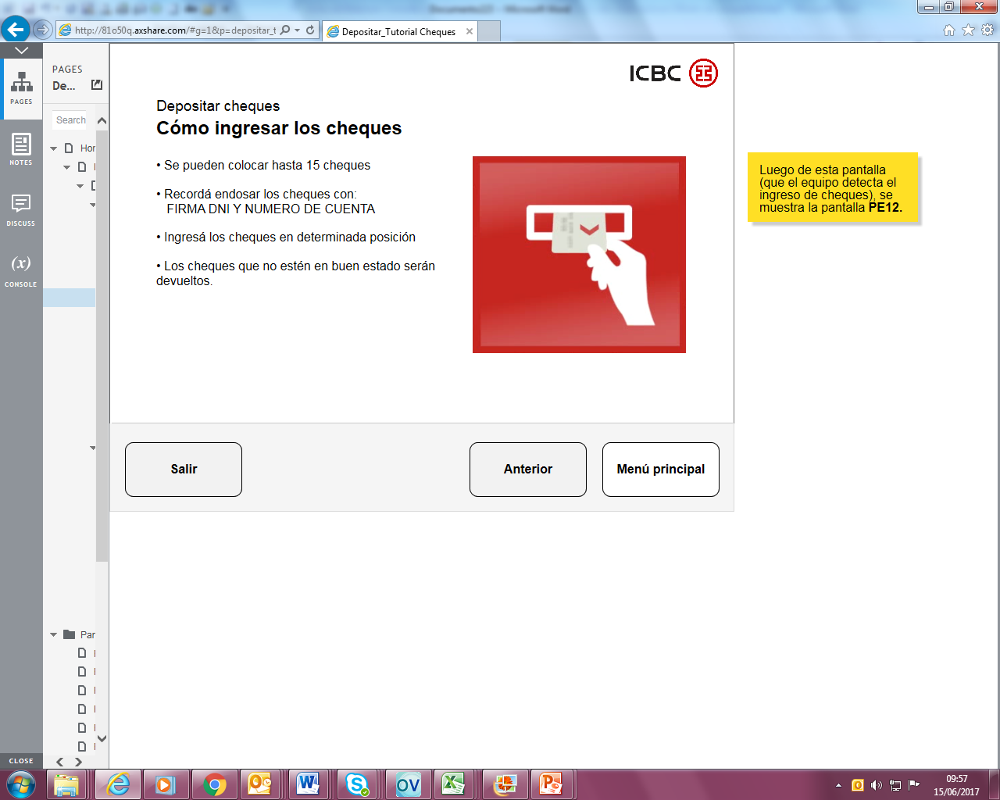 http://81o50q.axshare.com/#g=1&p=depositar_t
Depositar_Tutorial Cheques
PAGES
De...
PAGES
Search
NOTES
DISCUSS
(x)
CONSOLE
CLOSE
ICBC
Depositar cheques
Cómo ingresar los cheques
• Se pueden colocar hasta 15 cheques
• Recordá endosar los cheques con:
FIRMA DNI Y NUMERO DE CUENTA
• Ingresá los cheques en determinada posición
• Los cheques que no estén en buen estado serán
devueltos.
Luego de esta pantalla
(que el equipo detecta el
ingreso de cheques), se
muestra la pantalla PE12.
Salir
Anterior
Menú principal
09:57
15/06/2017